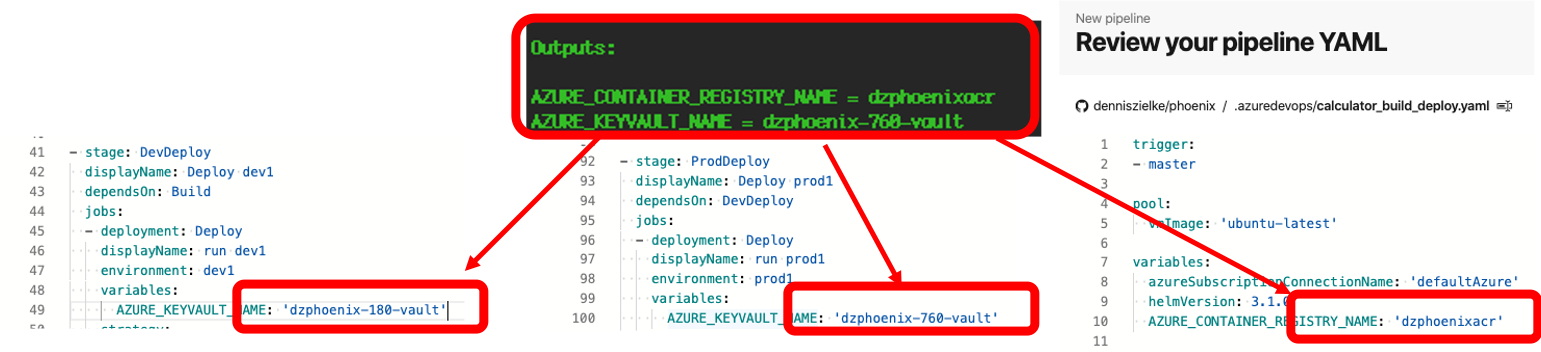 Outputs:
AZURE_CONTAINER_REGISTRY_NAME = dzphoenixacr
AZURE_KEYVAULT_NAME = dzphoenix-760-vault
41 - stage: DevDeploy
42 displayName: Deploy dev1
43 dependsOn: Build
44 jobs:
45 - deployment: Deploy
46 displayName: run dev1
47 environment: dev1
48 variables:
49 AZURE_KEYVAULT_NAME: 'dzphoenix-180-vault'
50 strategy:
92 - stage: ProdDeploy
93 displayName: Deploy prod1
94 dependsOn: DevDeploy
95 jobs:
96 - deployment: Deploy
97 displayName: run prod1
98 environment: prod1
99 variables:
100 AZURE_KEYVAULT_NAME: 'dzphoenix-760-vault'
New pipeline
Review your pipeline YAML
denniszielke/phoenix / .azuredevops/calculator_build_deploy.yaml
1 trigger:
2 - master
3
4 pool:
5 vmImage: 'ubuntu-latest'
6
7 variables:
8 azureSubscriptionConnectionName: 'defaultAzure'
9 helmVersion: 3.1.0
10 AZURE_CONTAINER_REGISTRY_NAME: 'dzphoenixacr'
11